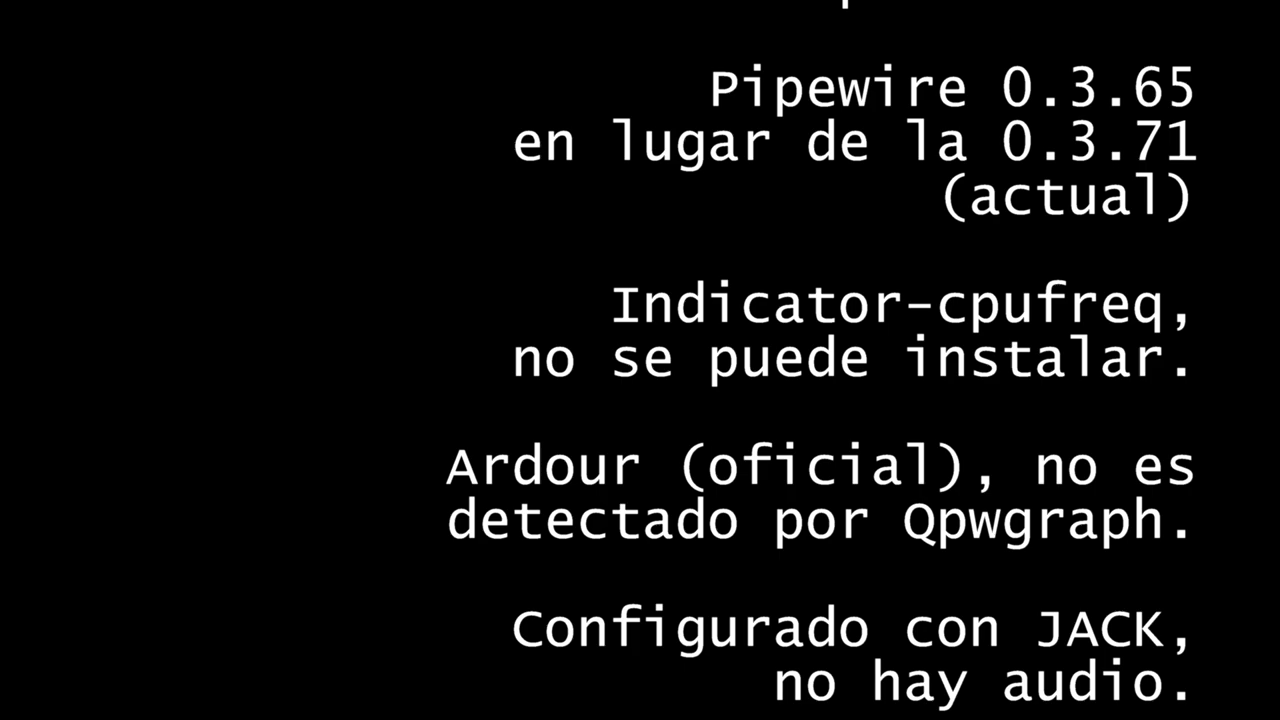 Pipewire 0.3.65
en lugar de la 0.3.71
(actual)
Indicator-cpufreq,
no se puede instalar.
Ardour (oficial), no es
detectado por Qpwgraph.
Configurado con JACK,
no hay audio.